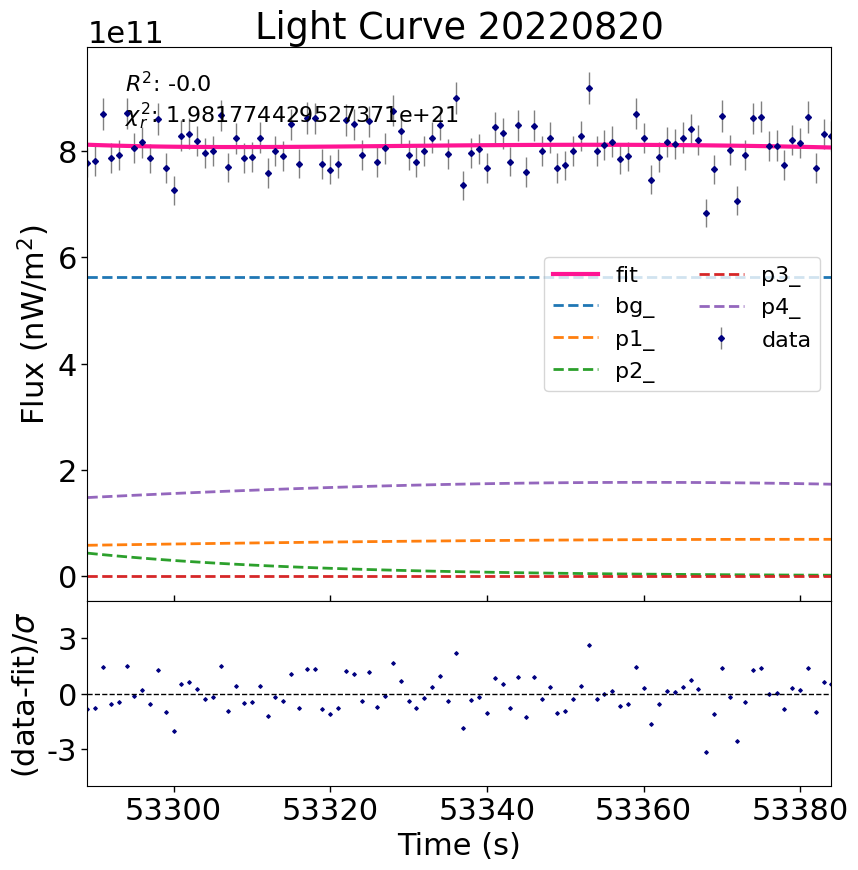 Light Curve 20220820
1e11
R²: -0.0
χ²ᵣ: 1.981774429527371e+21
8
6
4
2
0
Flux (nW/m²)
fit
bg_
p1_
p2_
p3_
p4_
data
3
0
-3
(data-fit)/σ
53300
53320
53340
53360
53380
Time (s)